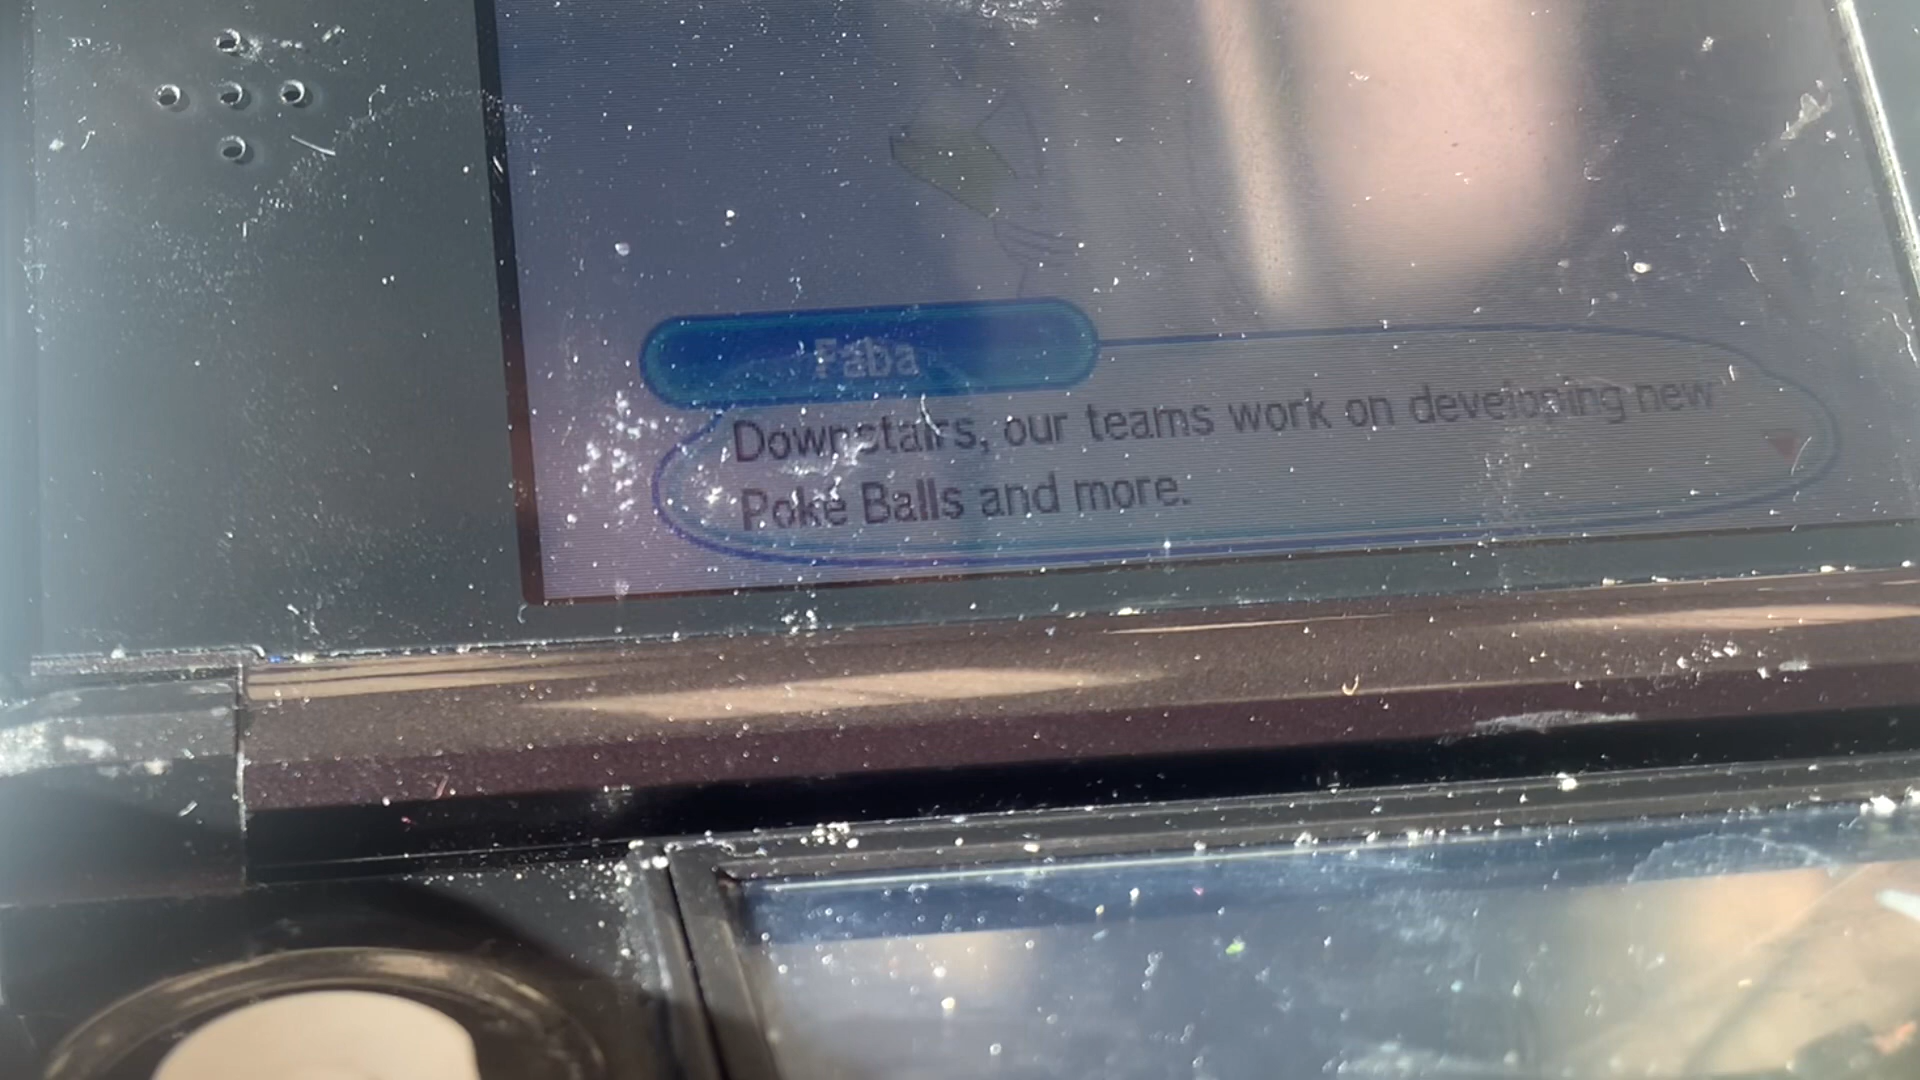 Faba
Downstairs, our teams work on developing new
Poké Balls and more.